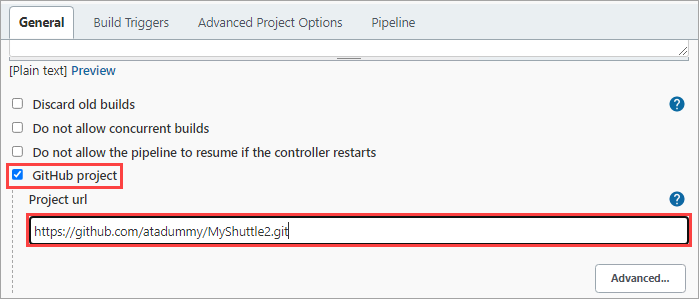 General Build Triggers Advanced Project Options Pipeline
[Plain text] Preview
Discard old builds ?
Do not allow concurrent builds
Do not allow the pipeline to resume if the controller restarts
GitHub project
Project url ?
https://github.com/atadummy/MyShuttle2.git
Advanced...